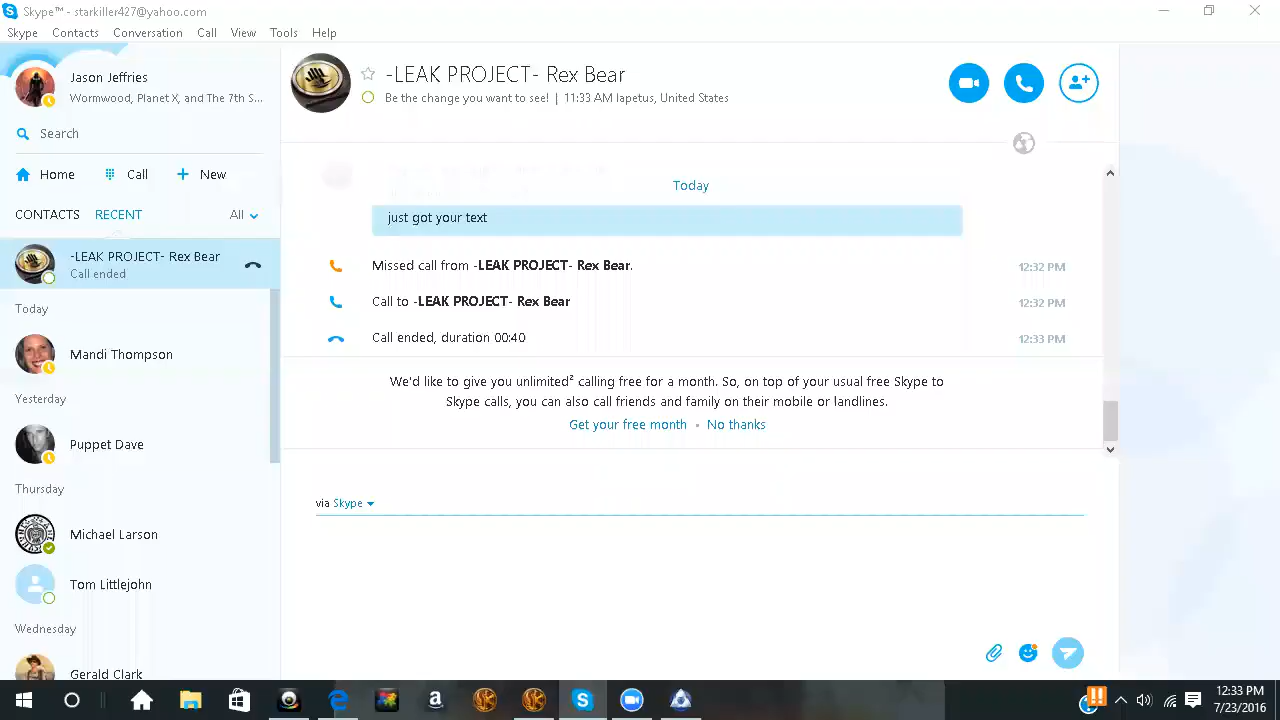 Skype™ - starkiller427@yahoo.com
Skype Contacts Conversation Call View Tools Help
Jason Jeffries
Wormwood, Planet X, and The 7th S...
Search
Home Call New
CONTACTS RECENT All
-LEAK PROJECT- Rex Bear
Call ended
Today
Mandi Thompson
Yesterday
Puppet Dave
Thursday
Michael Larson
Tom Littlejohn
Wednesday
Gerald Clark
-LEAK PROJECT- Rex Bear
Be the change you want to see! | 11:33 AM Iapatus, United States
Today
just got your text
Missed call from -LEAK PROJECT- Rex Bear. 12:32 PM
Call to -LEAK PROJECT- Rex Bear 12:32 PM
Call ended, duration 00:40 12:33 PM
We'd like to give you unlimited² calling free for a month. So, on top of your usual free Skype to
Skype calls, you can also call friends and family on their mobile or landlines.
Get your free month • No thanks
via Skype
12:33 PM
7/23/2016